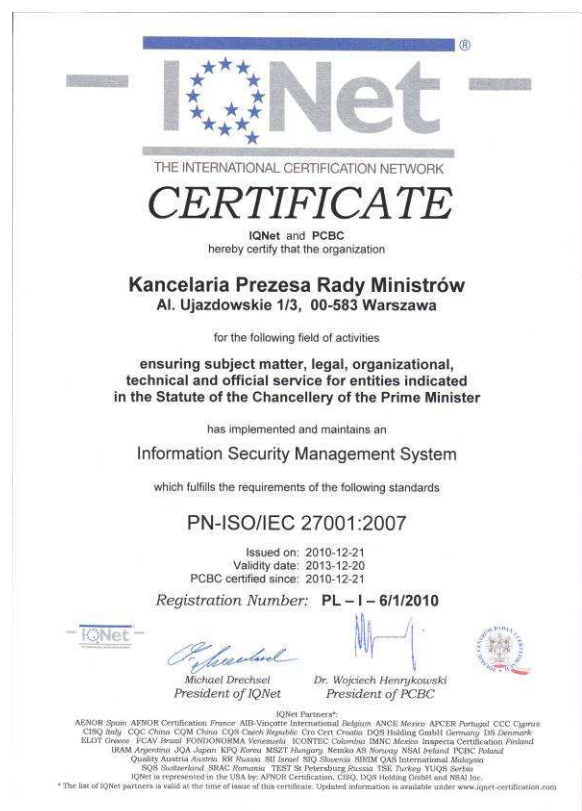 IQNet ®
THE INTERNATIONAL CERTIFICATION NETWORK
CERTIFICATE
IQNet and PCBC
hereby certify that the organization
Kancelaria Prezesa Rady Ministrów
Al. Ujazdowskie 1/3, 00-583 Warszawa
for the following field of activities
ensuring subject matter, legal, organizational,
technical and official service for entities indicated
in the Statute of the Chancellery of the Prime Minister
has implemented and maintains an
Information Security Management System
which fulfills the requirements of the following standards
PN-ISO/IEC 27001:2007
Issued on: 2010-12-21
Validity date: 2013-12-20
PCBC certified since: 2010-12-21
Registration Number: PL – I – 6/1/2010
IQNet
Michael Drechsel
President of IQNet
Dr. Wojciech Henrykowski
President of PCBC
IQNet Partners*:
AENOR Spain AFNOR Certification France AIB-Vinçotte International Belgium ANCE Mexico APCER Portugal CCC Cyprus
CISQ Italy CQC China CQM China CQS Czech Republic Cro Cert Croatia DQS Holding GmbH Germany DS Denmark
ELOT Greece FCAV Brazil FONDONORMA Venezuela ICONTEC Colombia IMNC Mexico Inspecta Certification Finland
IRAM Argentina JQA Japan KFQ Korea MSZT Hungary Nemko AS Norway NSAI Ireland PCBC Poland
Quality Austria Austria RR Russia SII Israel SIQ Slovenia SIRIM QAS International Malaysia
SQS Switzerland SRAC Romania TEST St Petersburg Russia TSE Turkey YUQS Serbia
IQNet is represented in the USA by: AFNOR Certification, CISQ, DQS Holding GmbH and NSAI Inc.
* The list of IQNet partners is valid at the time of issue of this certificate. Updated information is available under www.iqnet-certification.com